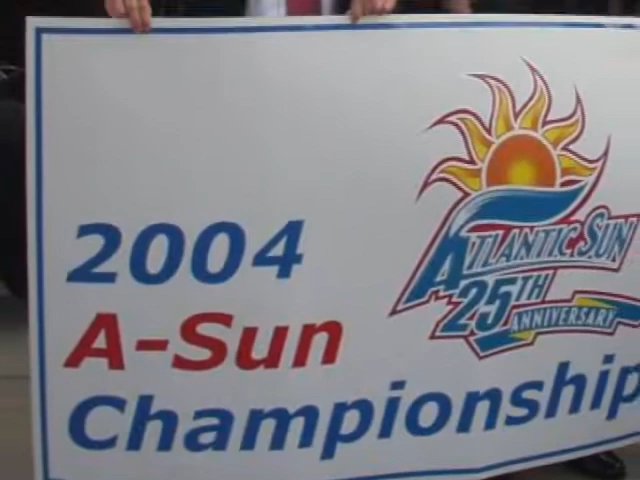 2004
A-Sun
Championship
ATLANTIC SUN
25TH
ANNIVERSARY